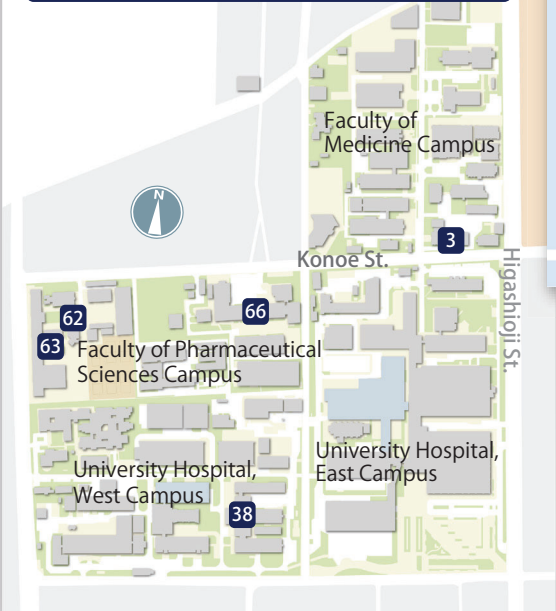 Faculty of
Medicine Campus
N
3
Konoe St.
Higashioji St.
62
66
63
Faculty of Pharmaceutical
Sciences Campus
University Hospital,
East Campus
University Hospital,
West Campus
38